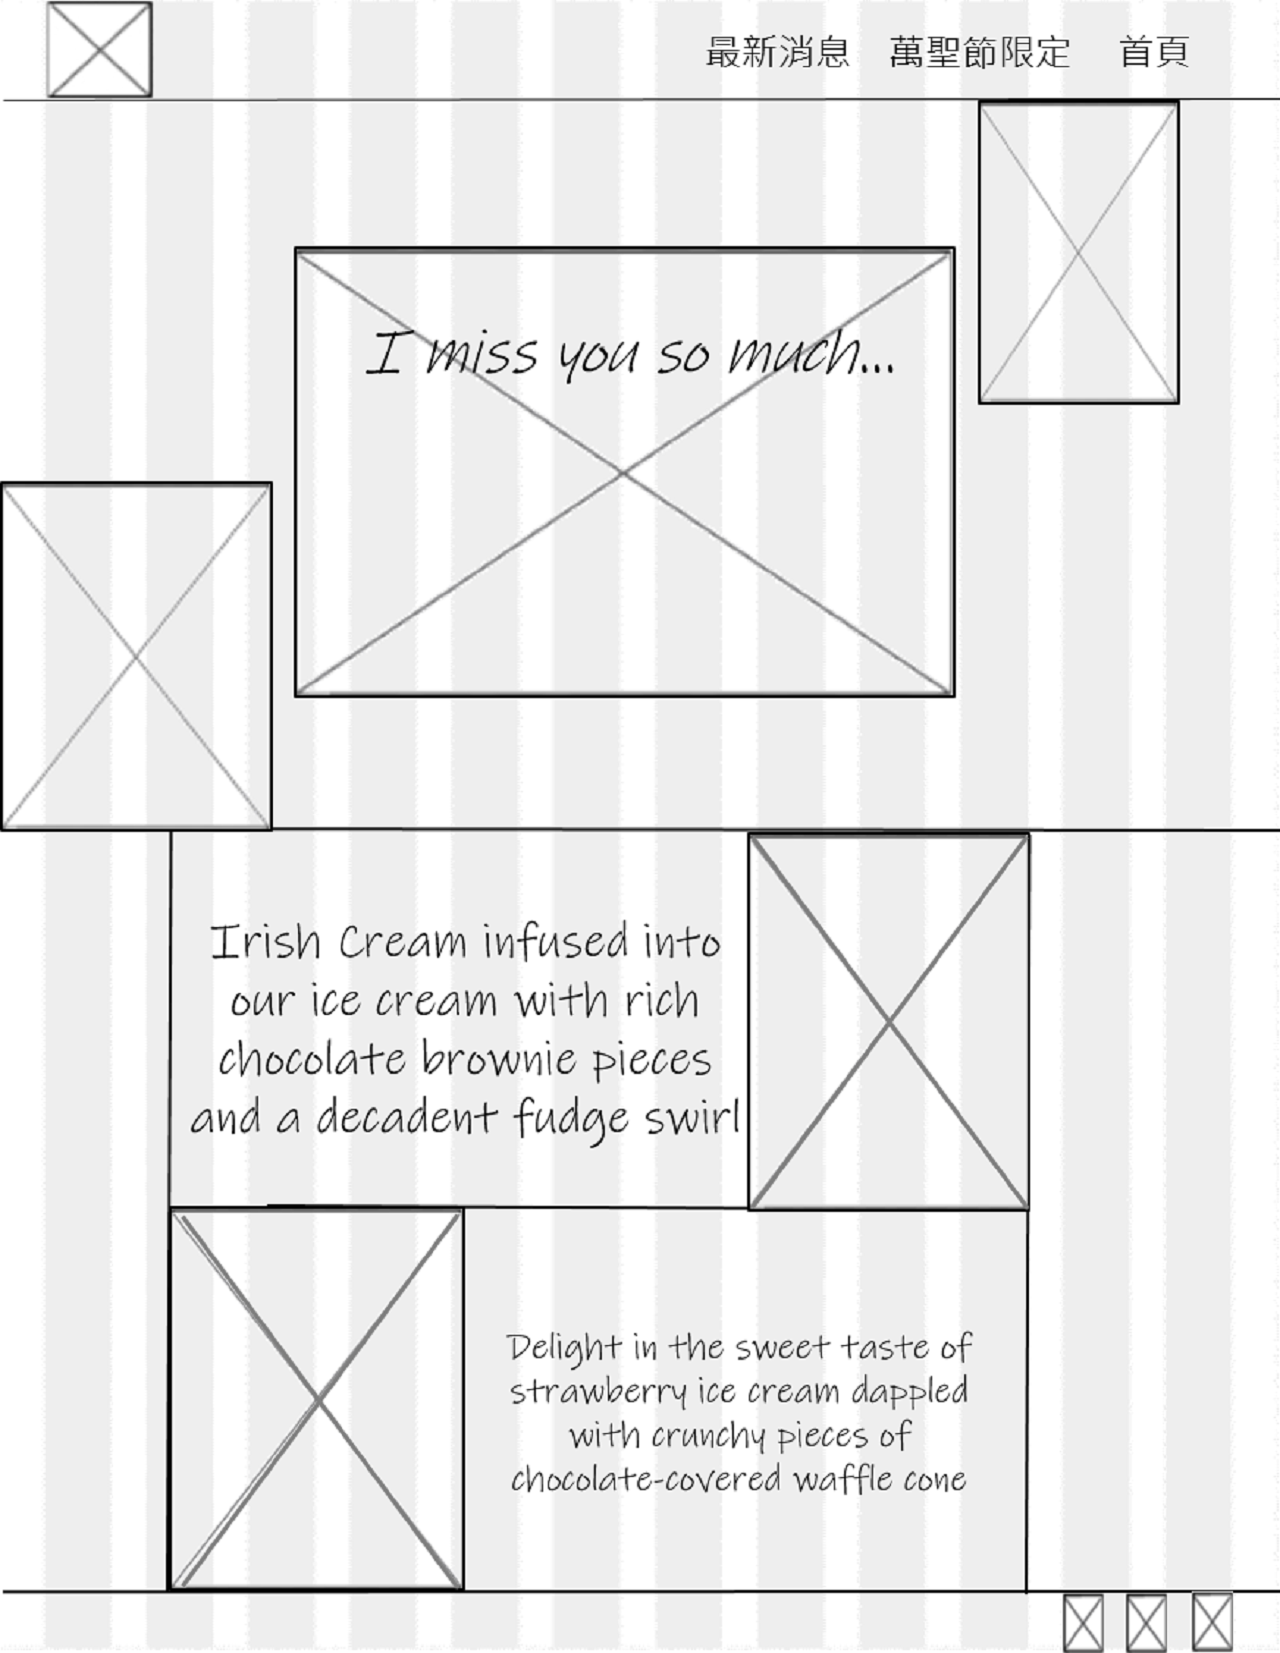 最新消息 萬聖節限定 首頁
I miss you so much...
Irish Cream infused into
our ice cream with rich
chocolate brownie pieces
and a decadent fudge swirl
Delight in the sweet taste of
strawberry ice cream dappled
with crunchy pieces of
chocolate-covered waffle cone